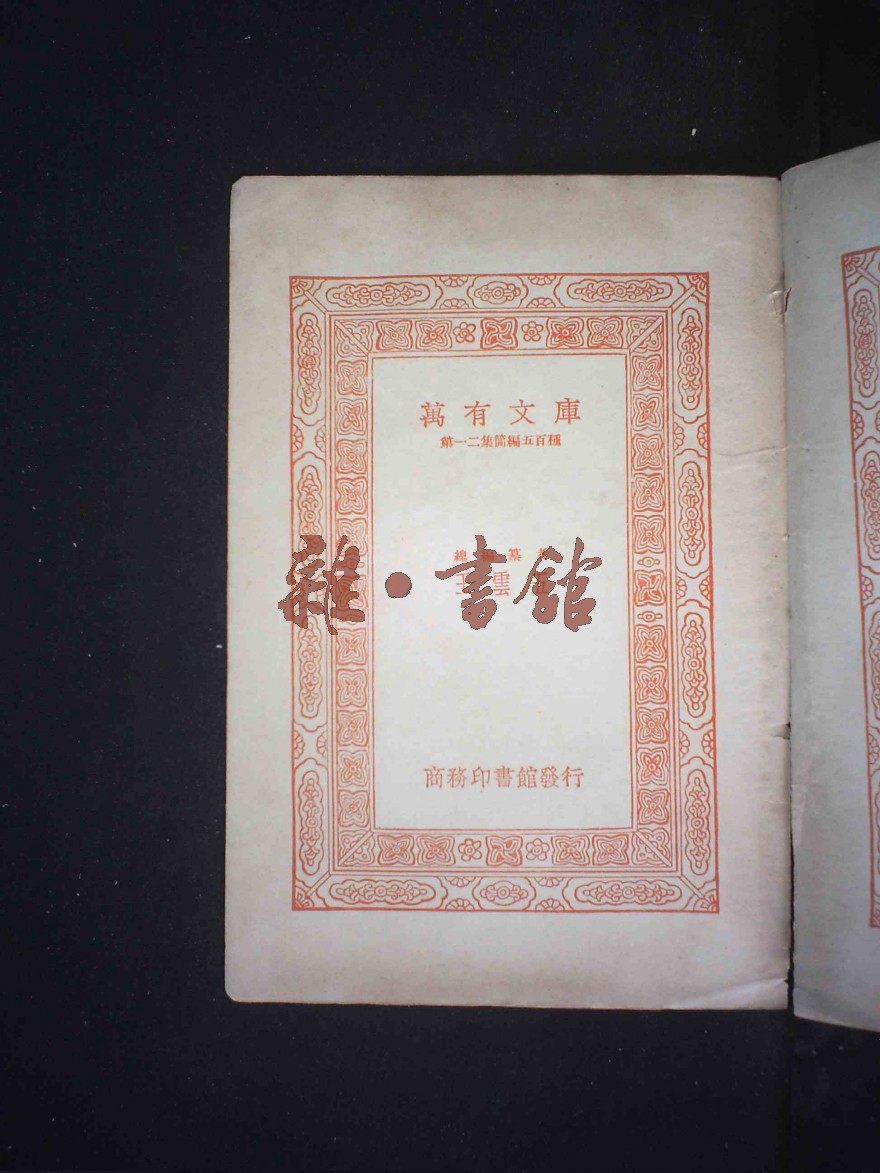 萬有文庫
第一二集簡編五百種
總編纂者
王雲五
雜·書館
商務印書館發行